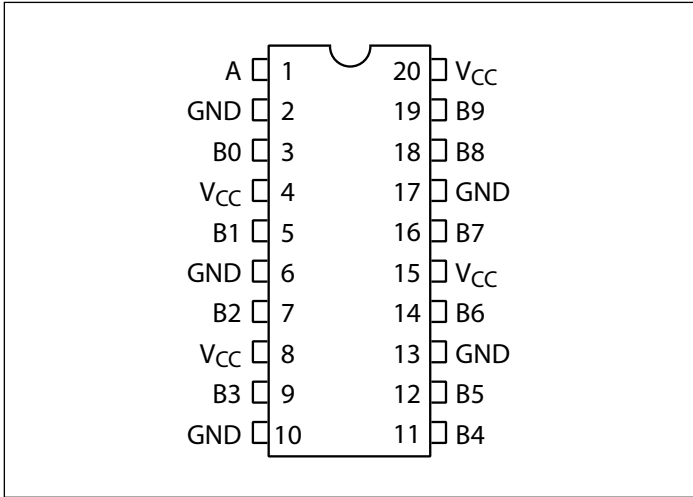 A 1 20 VCC
GND 2 19 B9
B0 3 18 B8
VCC 4 17 GND
B1 5 16 B7
GND 6 15 VCC
B2 7 14 B6
VCC 8 13 GND
B3 9 12 B5
GND 10 11 B4